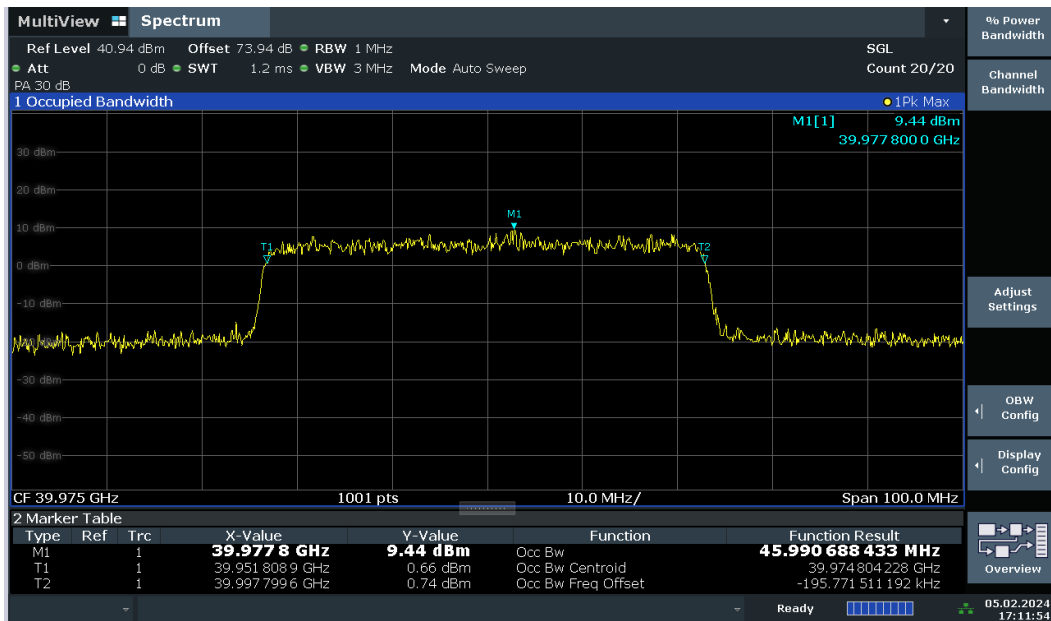 MultiView Spectrum
Ref Level 40.94 dBm Offset 73.94 dB RBW 1 MHz SGL
Att 0 dB SWT 1.2 ms VBW 3 MHz Mode Auto Sweep Count 20/20
PA 30 dB
1 Occupied Bandwidth 1Pk Max
M1[1] 9.44 dBm
39.977 800 0 GHz
30 dBm
20 dBm
M1
10 dBm
T1 T2
0 dBm
-10 dBm
-30 dBm
-40 dBm
-50 dBm
CF 39.975 GHz 1001 pts 10.0 MHz/ Span 100.0 MHz
2 Marker Table
Type Ref Trc X-Value Y-Value Function Function Result
M1 1 39.977 8 GHz 9.44 dBm Occ Bw 45.990 688 433 MHz
T1 1 39.951 808 9 GHz 0.66 dBm Occ Bw Centroid 39.974 804 228 GHz
T2 1 39.997 799 6 GHz 0.74 dBm Occ Bw Freq Offset -195.771 511 192 kHz
Ready 05.02.2024
17:11:54
% Power
Bandwidth
Channel
Bandwidth
Adjust
Settings
OBW
Config
Display
Config
Overview